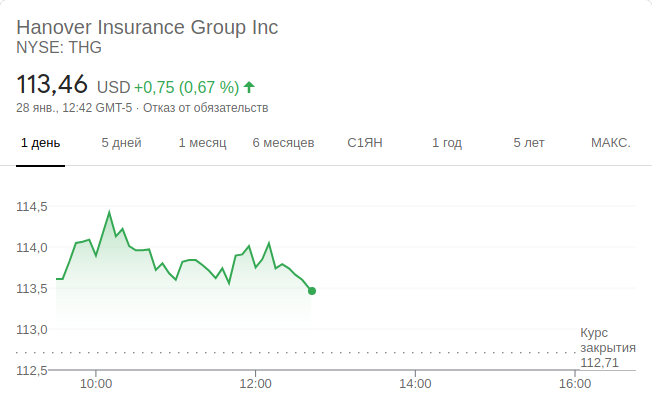 Hanover Insurance Group Inc
NYSE: THG
113,46 USD +0,75 (0,67 %)
28 янв., 12:42 GMT-5 · Отказ от обязательств
1 день 5 дней 1 месяц 6 месяцев С1ЯН 1 год 5 лет МАКС.
114,5
114,0
113,5
113,0
Курс
закрытия
112,71
112,5
10:00 12:00 14:00 16:00